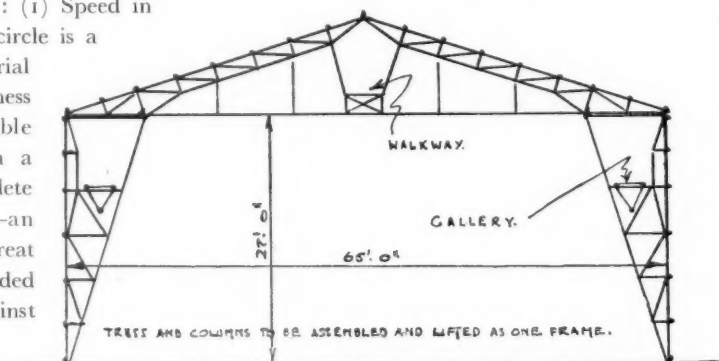 : (1) Speed in
circle is a
rial
ness
ble
a
lete
–an
reat
ded
inst
WALKWAY.
GALLERY.
27'. 0"
65'. 0"
TRUSS AND COLUMNS TO BE ASSEMBLED AND LIFTED AS ONE FRAME.